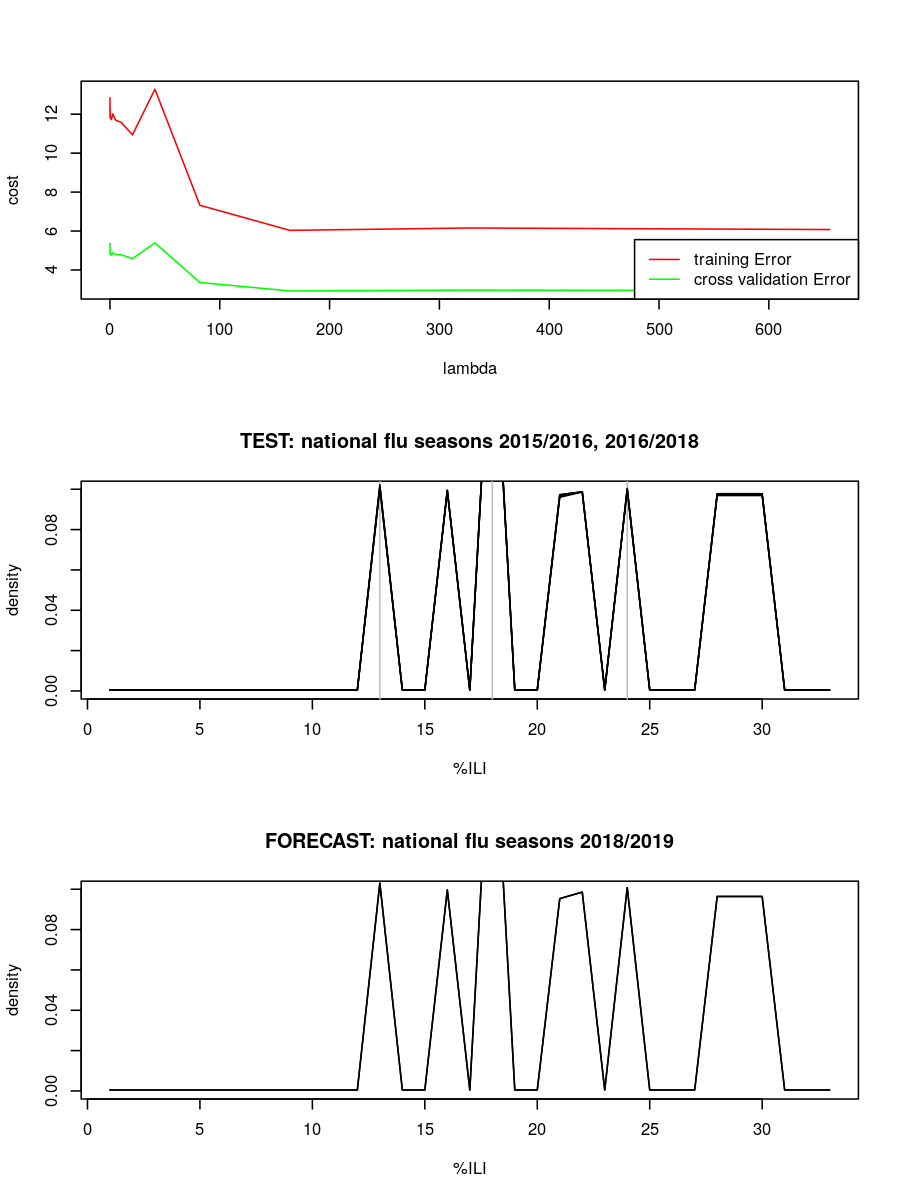 cost
4 6 8 10 12
training Error
cross validation Error
0 100 200 300 400 500 600
lambda
TEST: national flu seasons 2015/2016, 2016/2018
density
0.00 0.04 0.08
0 5 10 15 20 25 30
%ILI
FORECAST: national flu seasons 2018/2019
density
0.00 0.04 0.08
0 5 10 15 20 25 30
%ILI